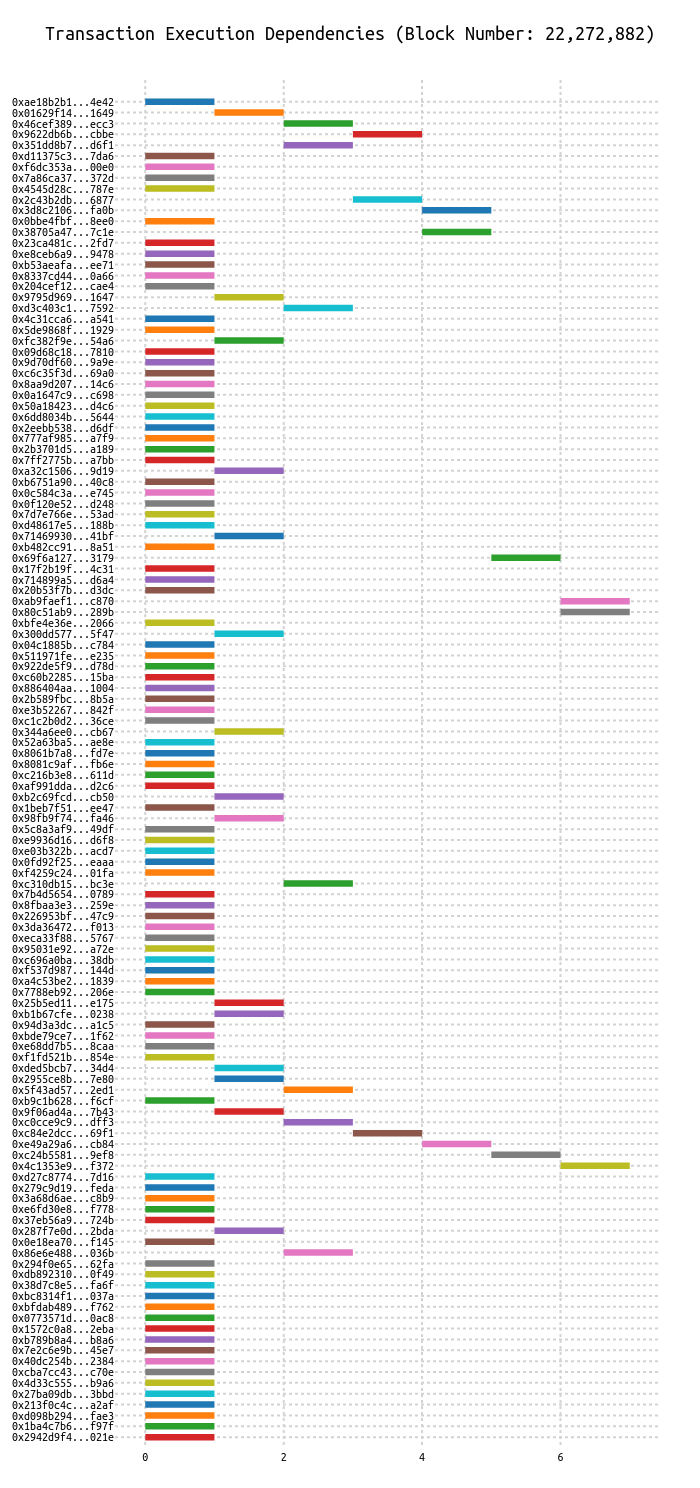 Transaction Execution Dependencies (Block Number: 22,272,882)
0xae18b2b1...4e42
0x01629f14...1649
0x46cef389...ecc3
0x9622db6b...cbbe
0x351dd8b7...d6f1
0xd11375c3...7da6
0xf6dc353a...00e0
0x7a86ca37...372d
0x4545d28c...787e
0x2c43b2db...6877
0x3d8c2106...fa0b
0x0bbe4fbf...8ee0
0x38705a47...7c1e
0x23ca481c...2fd7
0xe8ceb6a9...9478
0xb53aeafa...ee71
0x8337cd44...0a66
0x204cef12...cae4
0x9795d969...1647
0xd3c403c1...7592
0x4c31cca6...a541
0x5de9868f...1929
0xfc382f9e...54a6
0x09d68c18...7810
0x9d70df60...9a9e
0xc6c35f3d...69a0
0x8aa9d207...14c6
0x0a1647c9...c698
0x50a18423...d4c6
0x6dd8034b...5644
0x2eebb538...d6df
0x777af985...a7f9
0x2b3701d5...a189
0x7ff2775b...a7bb
0xa32c1506...9d19
0xb6751a90...40c8
0x0c584c3a...e745
0x0f120e52...d248
0x7d7e766e...53ad
0xd48617e5...188b
0x71469930...41bf
0xb482cc91...8a51
0x69f6a127...3179
0x17f2b19f...4c31
0x714899a5...d6a4
0x20b53f7b...d3dc
0xab9faef1...c870
0x80c51ab9...289b
0xbfe4e36e...2066
0x300dd577...5f47
0x04c1885b...c784
0x511971fe...e235
0x922de5f9...d78d
0xc60b2285...15ba
0x886404aa...1004
0x2b589fbc...8b5a
0xe3b52267...842f
0xc1c2b0d2...36ce
0x344a6ee0...cb67
0x52a63ba5...ae8e
0x8061b7a8...fd7e
0x8081c9af...fb6e
0xc216b3e8...611d
0xaf991dda...d2c6
0xb2c69fcd...cb50
0x1beb7f51...ee47
0x98fb9f74...fa46
0x5c8a3af9...49df
0xe9936d16...d6f8
0xe03b322b...acd7
0x0fd92f25...eaaa
0xf4259c24...01fa
0xc310db15...bc3e
0x7b4d5654...0789
0x8fbaa3e3...259e
0x226953bf...47c9
0x3da36472...f013
0xeca33f88...5767
0x95031e92...a72e
0xc696a0ba...38db
0xf537d987...144d
0xa4c53be2...1839
0x7788eb92...206e
0x25b5ed11...e175
0xb1b67cfe...0238
0x94d3a3dc...a1c5
0xbde79ce7...1f62
0xe68dd7b5...8caa
0xf1fd521b...854e
0xded5bcb7...34d4
0x2955ce8b...7e80
0x5f43ad57...2ed1
0xb9c1b628...f6cf
0x9f06ad4a...7b43
0xc0cce9c9...dff3
0xc84e2dcc...69f1
0xe49a29a6...cb84
0xc24b5581...9ef8
0x4c1353e9...f372
0xd27c8774...7d16
0x279c9d19...feda
0x3a68d6ae...c8b9
0xe6fd30e8...f778
0x37eb56a9...724b
0x287f7e0d...2bda
0x0e18ea70...f145
0x86e6e488...036b
0x294f0e65...62fa
0xdb892310...0f49
0x38d7c8e5...fa6f
0xbc8314f1...037a
0xbfdab489...f762
0x0773571d...0ac8
0x1572c0a8...2eba
0xb789b8a4...b8a6
0x7e2c6e9b...45e7
0x40dc254b...2384
0xcba7cc43...c70e
0x4d33c555...b9a6
0x27ba09db...3bbd
0x213f0c4c...a2af
0xd098b294...fae3
0x1ba4c7b6...f97f
0x2942d9f4...021e
0 2 4 6